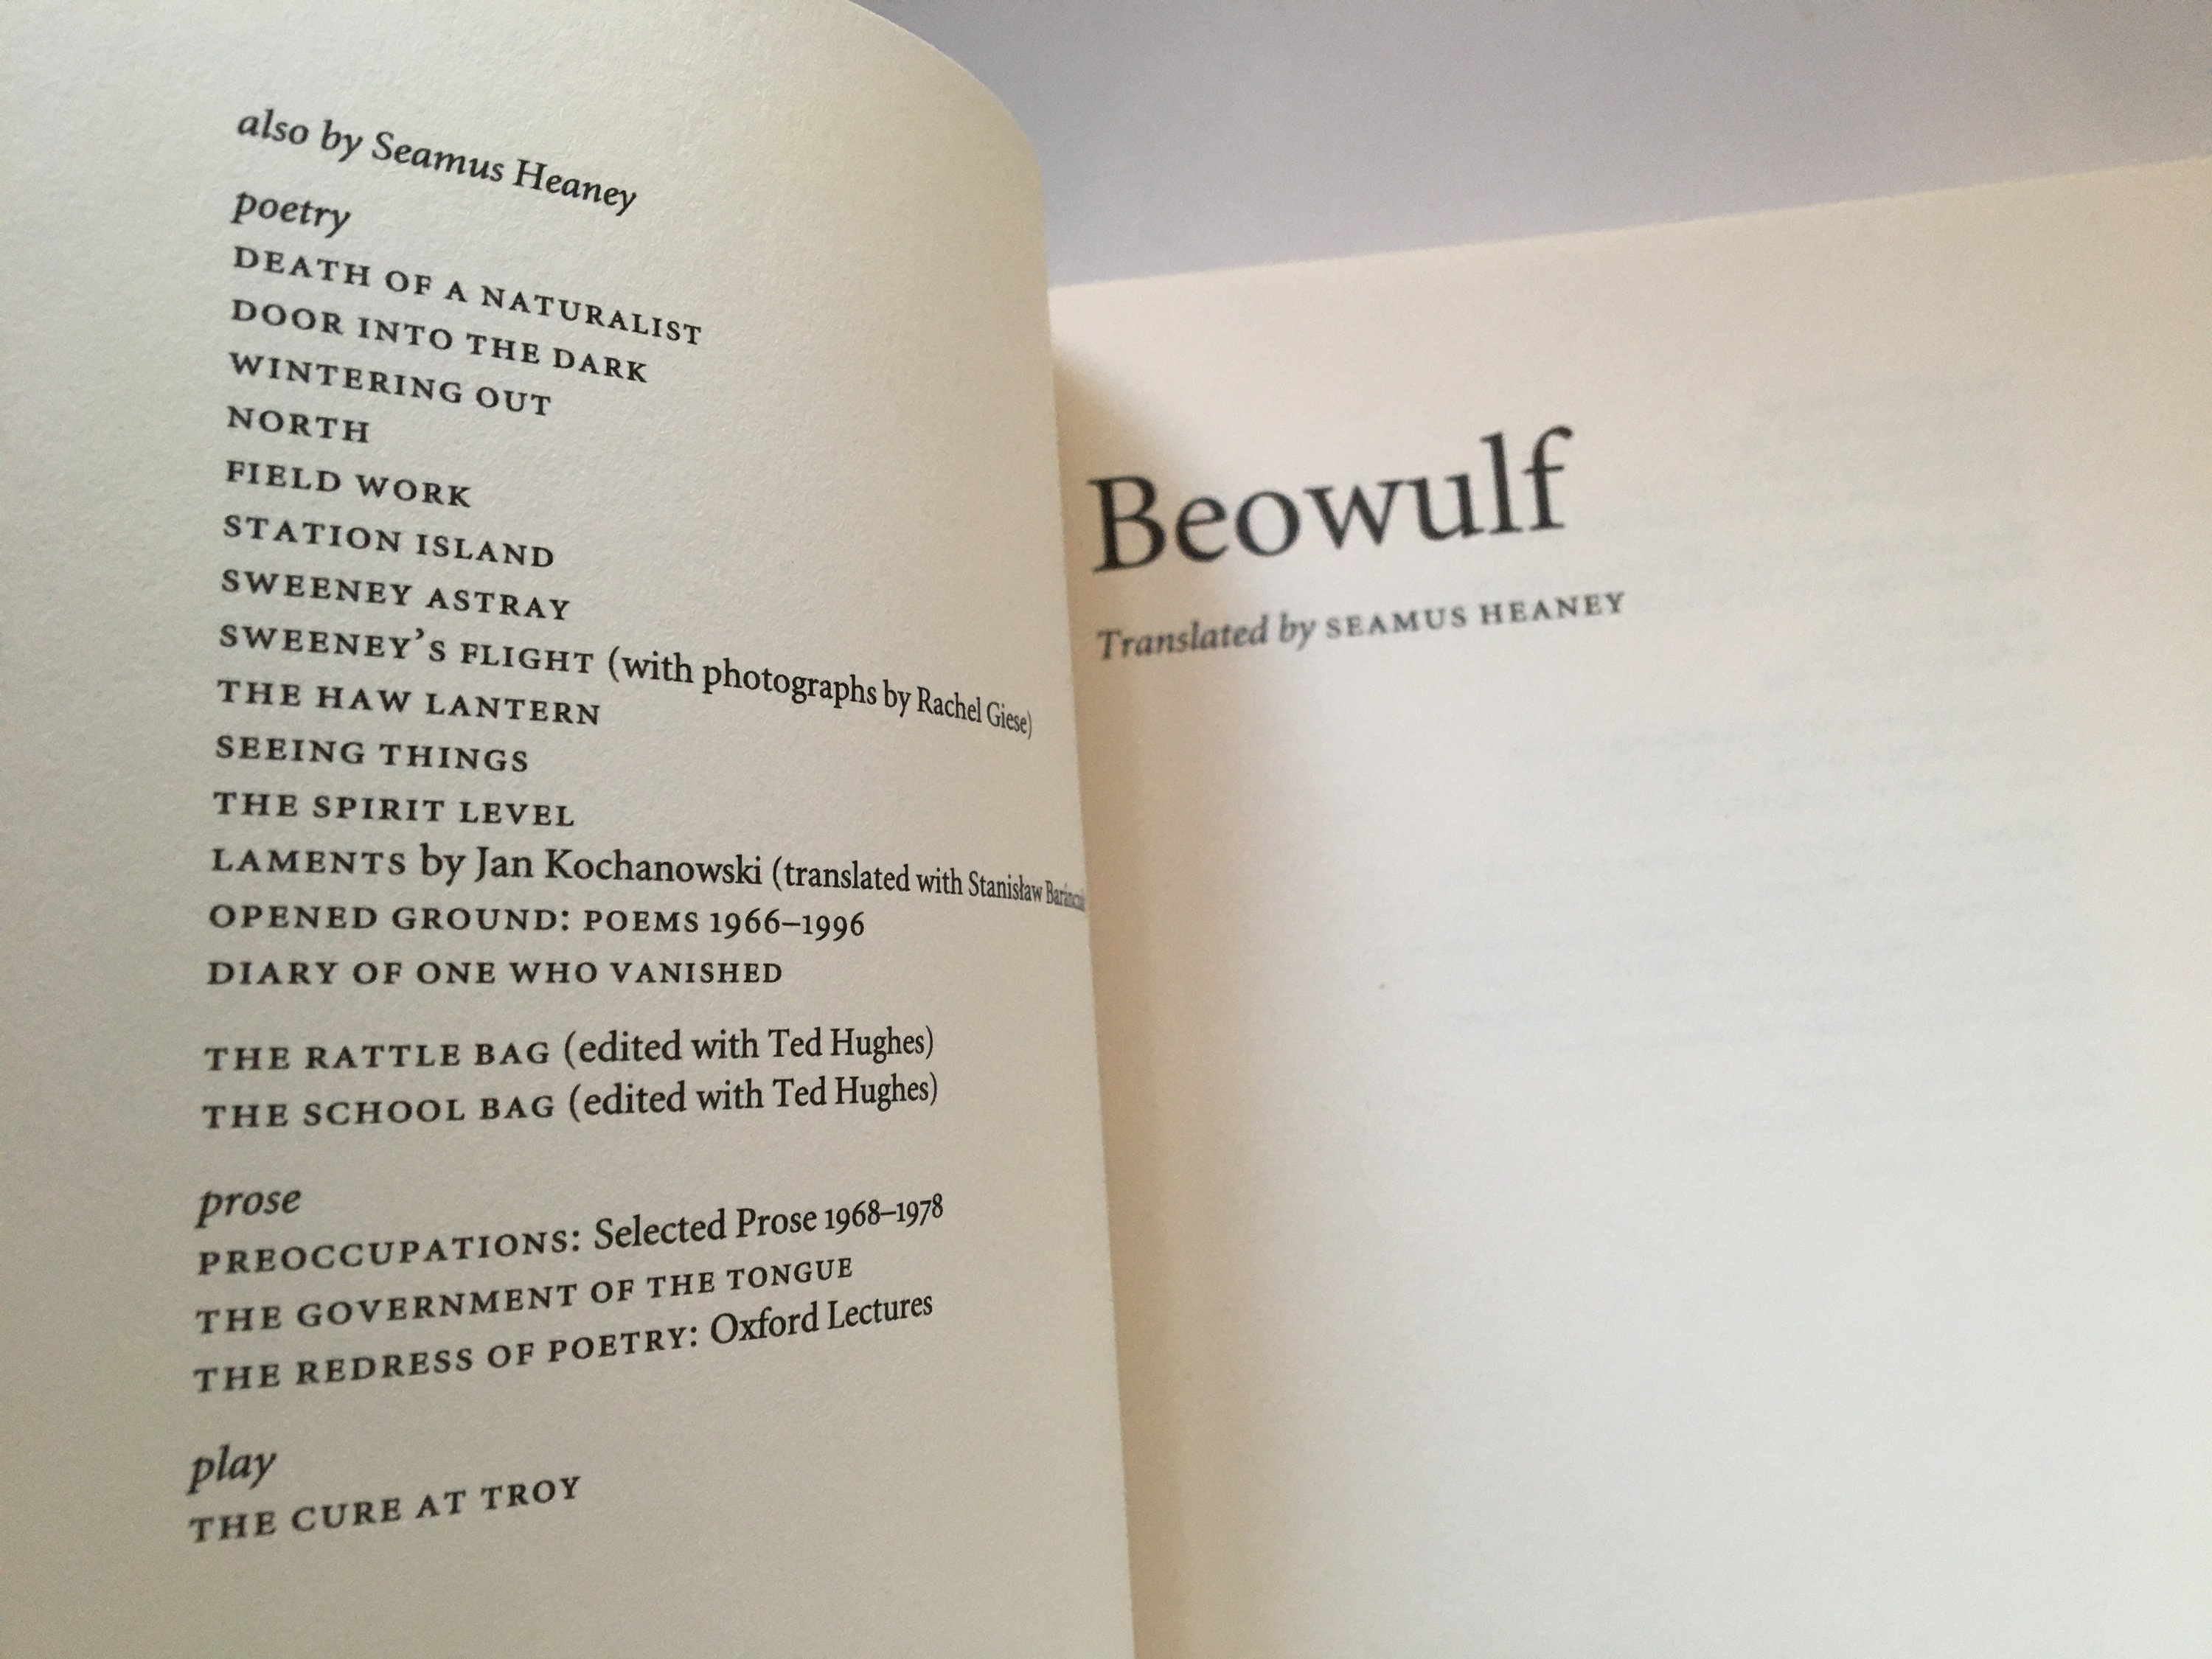 also by Seamus Heaney
poetry
DEATH OF A NATURALIST
DOOR INTO THE DARK
WINTERING OUT
NORTH
FIELD WORK
STATION ISLAND
SWEENEY ASTRAY
SWEENEY'S FLIGHT (with photographs by Rachel Giese)
THE HAW LANTERN
SEEING THINGS
THE SPIRIT LEVEL
LAMENTS by Jan Kochanowski (translated with Stanisław
OPENED GROUND: POEMS 1966–1996
DIARY OF ONE WHO VANISHED
THE RATTLE BAG (edited with Ted Hughes)
THE SCHOOL BAG (edited with Ted Hughes)
prose
PREOCCUPATIONS: Selected Prose 1968–1978
THE GOVERNMENT OF THE TONGUE
THE REDRESS OF POETRY: Oxford Lectures
play
THE CURE AT TROY
Beowulf
Translated by SEAMUS HEANEY